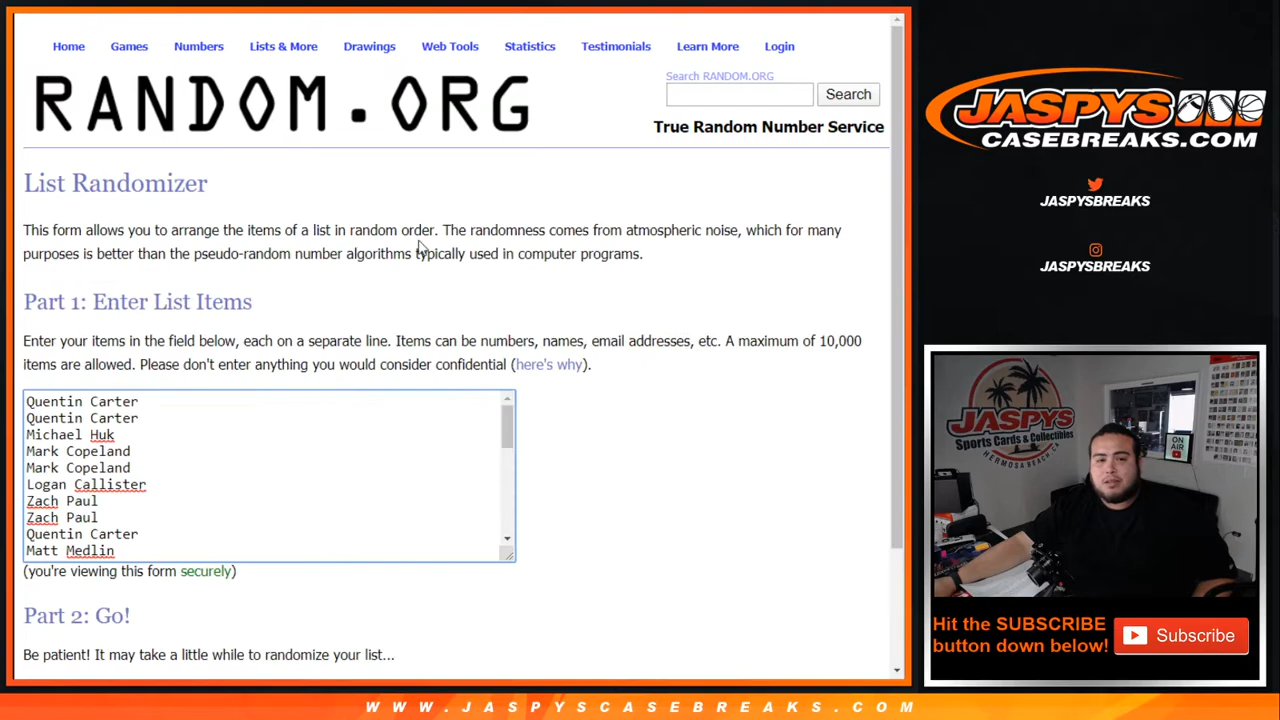 Home Games Numbers Lists & More Drawings Web Tools Statistics Testimonials Learn More Login
RANDOM.ORG
Search RANDOM.ORG
Search
True Random Number Service
List Randomizer
This form allows you to arrange the items of a list in random order. The randomness comes from atmospheric noise, which for many
purposes is better than the pseudo-random number algorithms typically used in computer programs.
Part 1: Enter List Items
Enter your items in the field below, each on a separate line. Items can be numbers, names, email addresses, etc. A maximum of 10,000
items are allowed. Please don't enter anything you would consider confidential (here's why).
Quentin Carter
Quentin Carter
Michael Huk
Mark Copeland
Mark Copeland
Logan Callister
Zach Paul
Zach Paul
Quentin Carter
Matt Medlin
(you're viewing this form securely)
Part 2: Go!
Be patient! It may take a little while to randomize your list...
JASPYS
CASEBREAKS.COM
JASPYSBREAKS
JASPYSBREAKS
JASPYS
Sports Cards & Collectibles
HERMOSA BEACH CA
ON
AIR
Hit the SUBSCRIBE
button down below!
Subscribe
WWW.JASPYSCASEBREAKS.COM